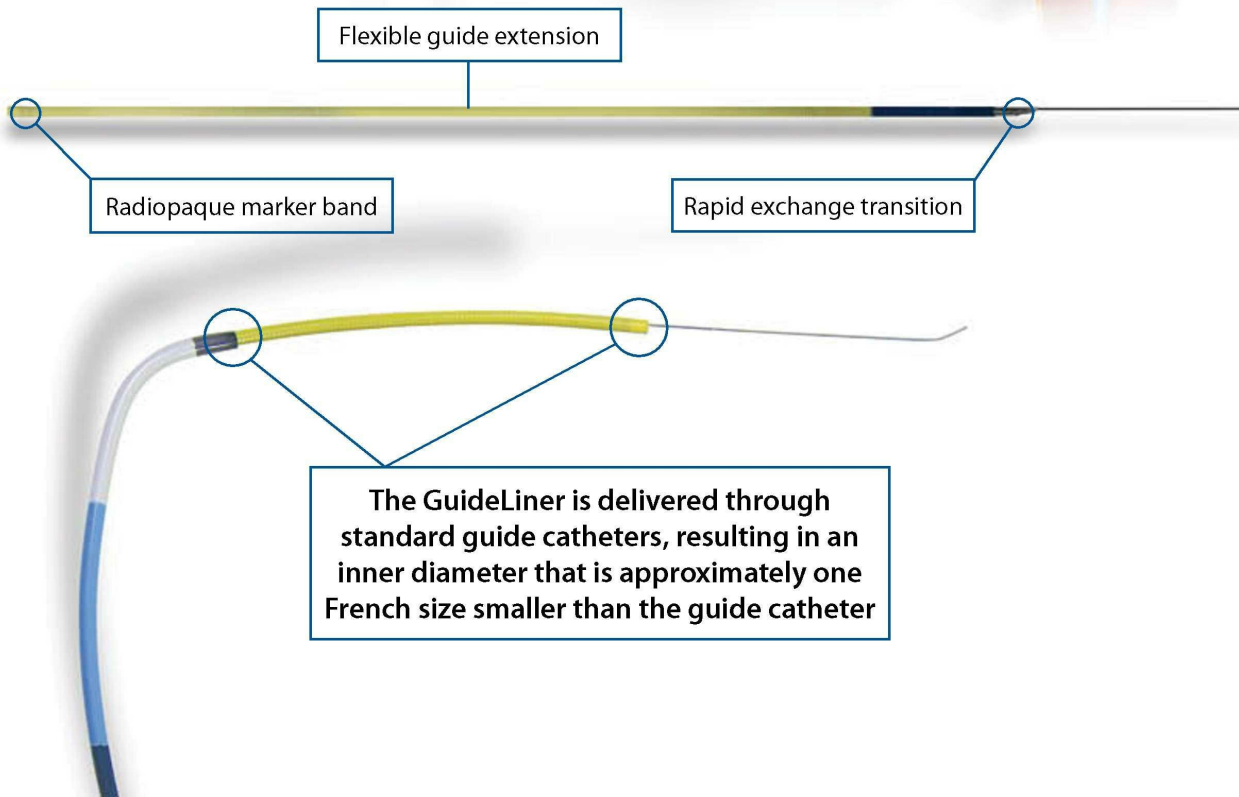 Flexible guide extension
Radiopaque marker band
Rapid exchange transition
The GuideLiner is delivered through
standard guide catheters, resulting in an
inner diameter that is approximately one
French size smaller than the guide catheter